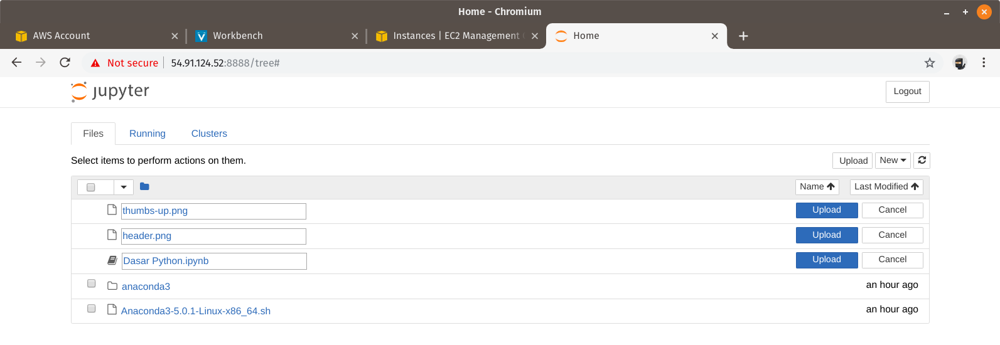 Home - Chromium
AWS Account
Workbench
Instances | EC2 Management
Home
Not secure 54.91.124.52:8888/tree#
jupyter
Logout
Files Running Clusters
Select items to perform actions on them.
Upload New
Name Last Modified
thumbs-up.png Upload Cancel
header.png Upload Cancel
Dasar Python.ipynb Upload Cancel
anaconda3 an hour ago
Anaconda3-5.0.1-Linux-x86_64.sh an hour ago